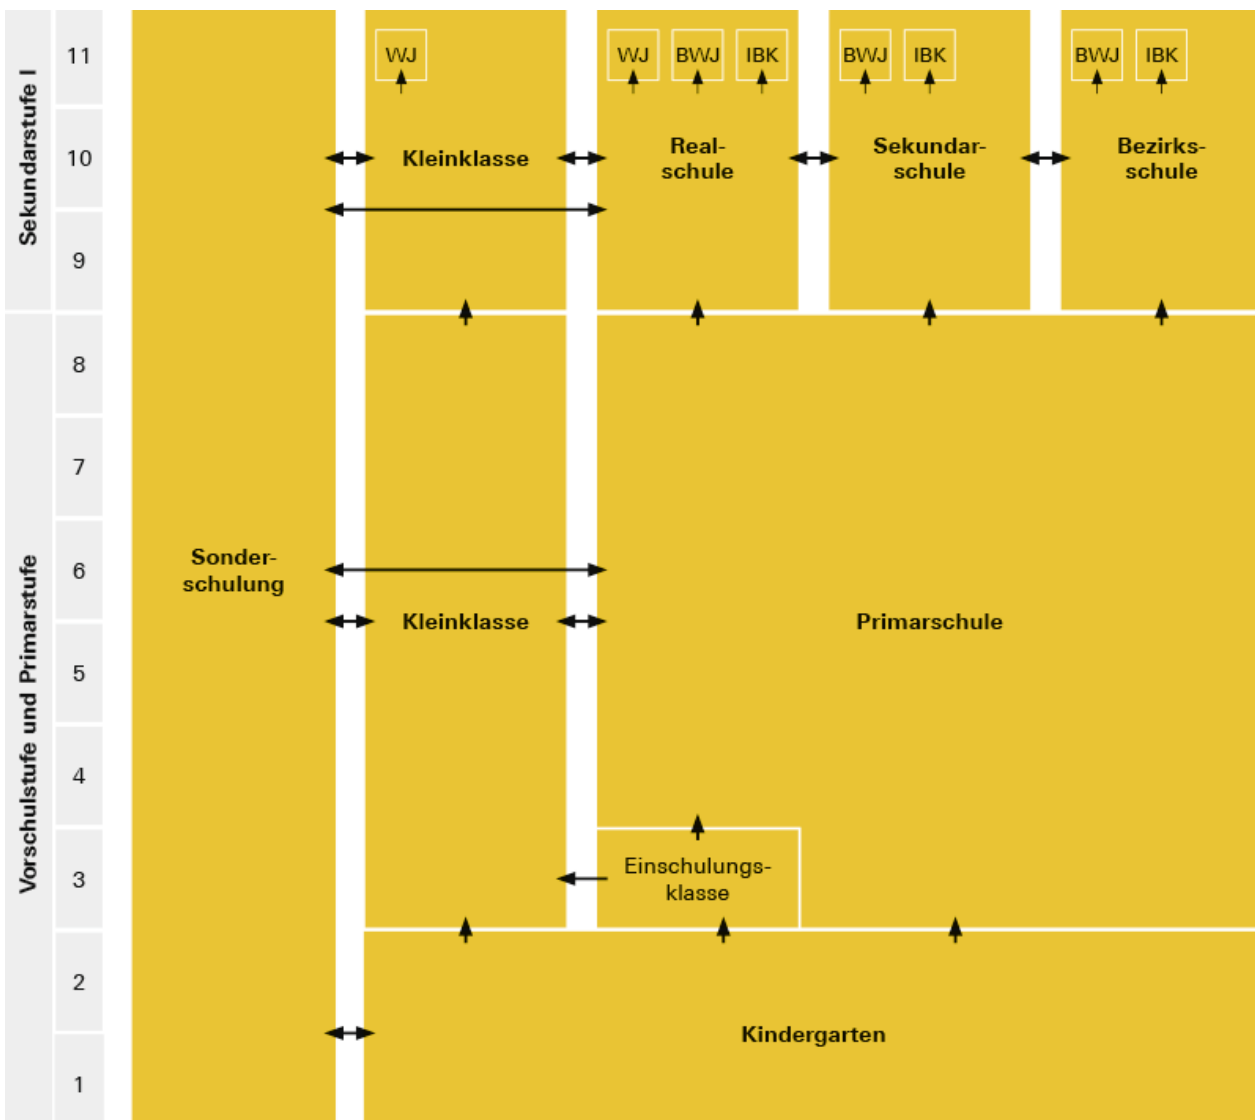 Sekundarstufe I
11
10
9
Vorschulstufe und Primarstufe
8
7
6
5
4
3
2
1
WJ
WJ
BWJ
IBK
BWJ
IBK
BWJ
IBK
Kleinklasse
Real-
schule
Sekundar-
schule
Bezirks-
schule
Sonder-
schulung
Kleinklasse
Primarschule
Einschulungs-
klasse
Kindergarten